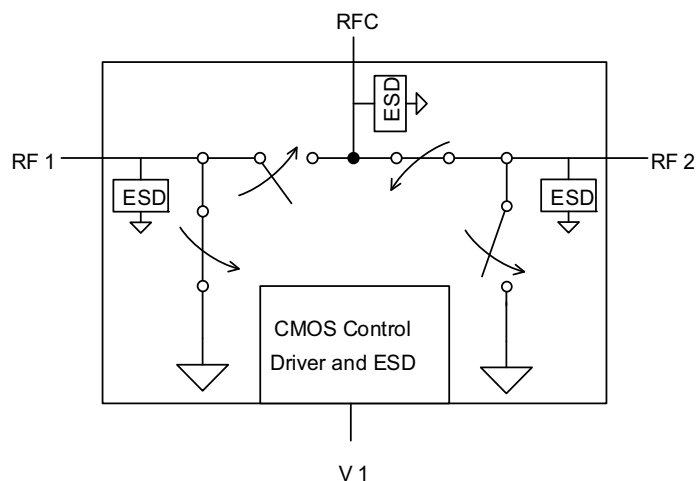 RFC
ESD
RF 1
RF 2
ESD
ESD
CMOS Control
Driver and ESD
V 1